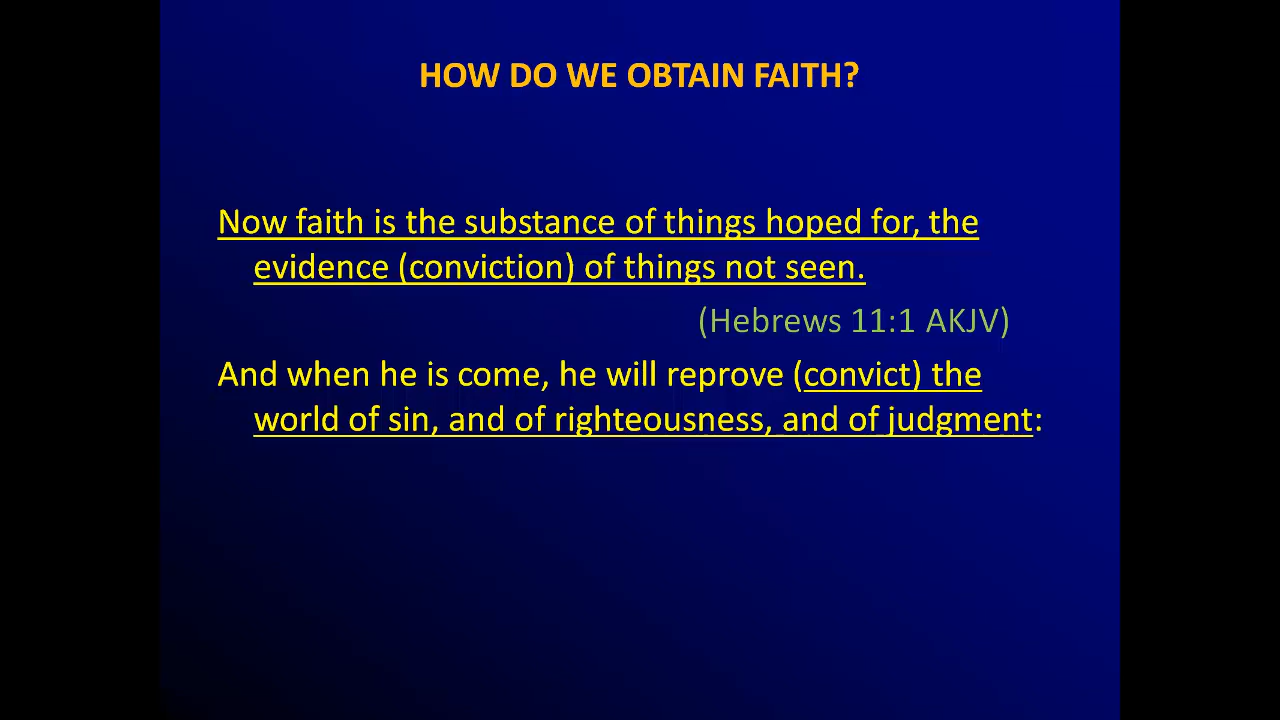 HOW DO WE OBTAIN FAITH?
Now faith is the substance of things hoped for, the
evidence (conviction) of things not seen.
(Hebrews 11:1 AKJV)
And when he is come, he will reprove (convict) the
world of sin, and of righteousness, and of judgment: